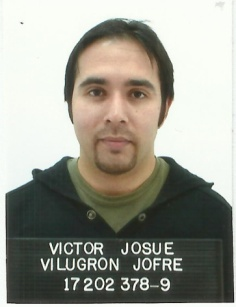 VICTOR JOSUE
VILUGRON JOFRE
17 202 378-9